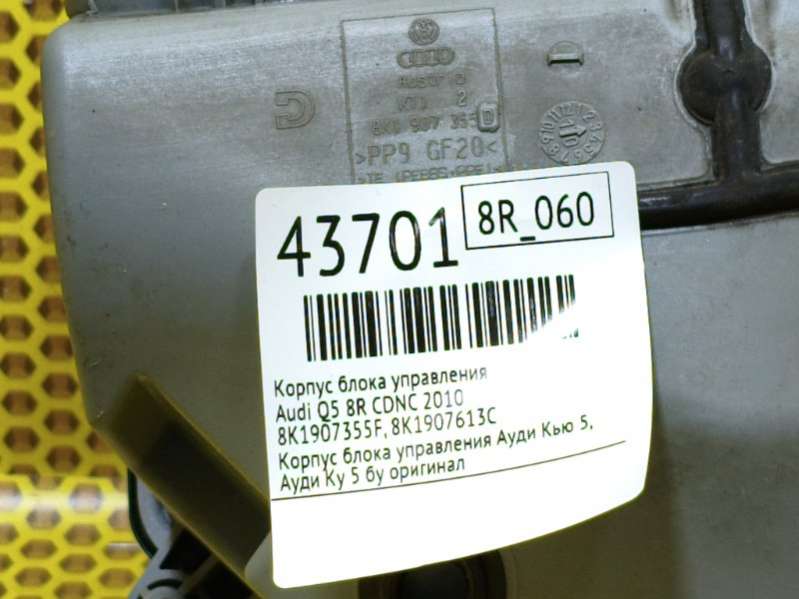 2
907 355 D
>PP9 GF20<
43701
8R_060
Корпус блока управления
Audi Q5 8R CDNC 2010
8K1907355F, 8K1907613C
Корпус блока управления Ауди Кью 5,
Ауди Ку 5 бу оригинал